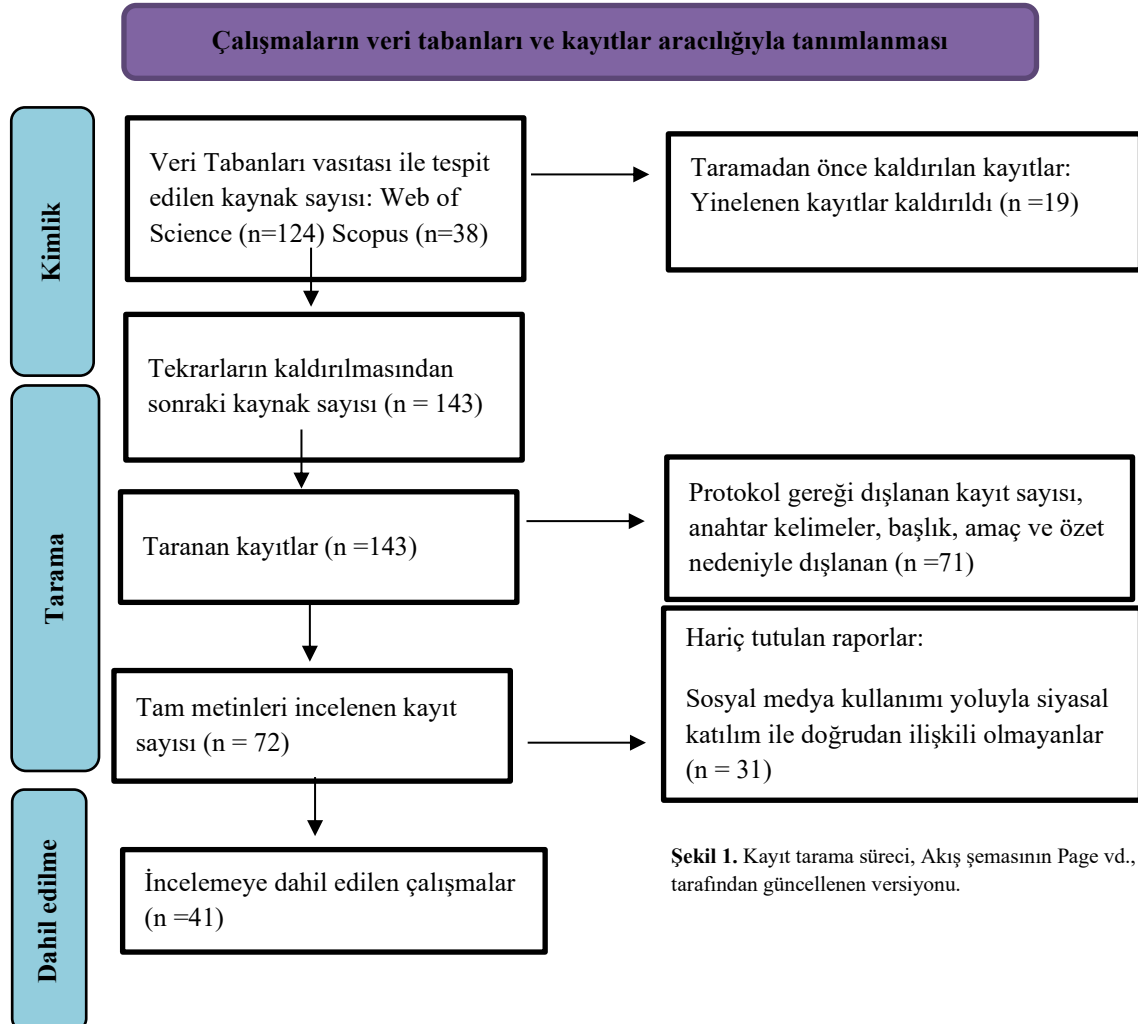 Çalışmaların veri tabanları ve kayıtlar aracılığıyla tanımlanması
Kimlik
Veri Tabanları vasıtası ile tespit
edilen kaynak sayısı: Web of
Science (n=124) Scopus (n=38)
Taramadan önce kaldırılan kayıtlar:
Yinelenen kayıtlar kaldırıldı (n =19)
Tekrarların kaldırılmasından
sonraki kaynak sayısı (n = 143)
Tarama
Taranan kayıtlar (n =143)
Protokol gereği dışlanan kayıt sayısı,
anahtar kelimeler, başlık, amaç ve özet
nedeniyle dışlanan (n =71)
Tam metinleri incelenen kayıt
sayısı (n = 72)
Hariç tutulan raporlar:
Sosyal medya kullanımı yoluyla siyasal
katılım ile doğrudan ilişkili olmayanlar
(n = 31)
Dahil edilme
İncelemeye dahil edilen çalışmalar
(n =41)
Şekil 1. Kayıt tarama süreci, Akış şemasının Page vd.,
tarafından güncellenen versiyonu.